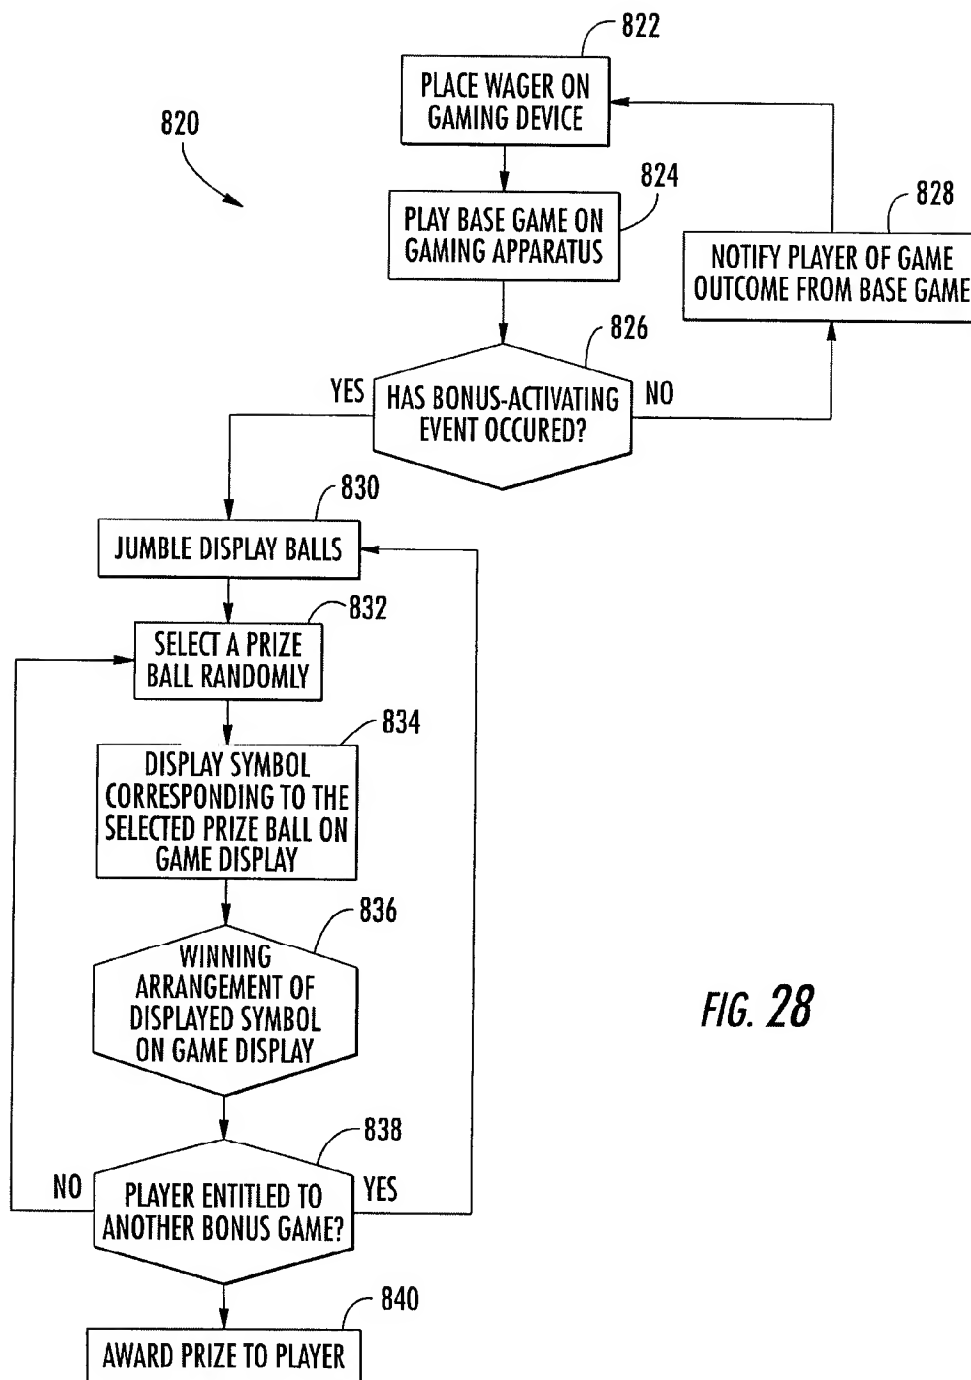 822
PLACE WAGER ON
GAMING DEVICE
820
824
PLAY BASE GAME ON
GAMING APPARATUS
828
NOTIFY PLAYER OF GAME
OUTCOME FROM BASE GAME
826
YES
HAS BONUS-ACTIVATING
EVENT OCCURED?
NO
830
JUMBLE DISPLAY BALLS
832
SELECT A PRIZE
BALL RANDOMLY
834
DISPLAY SYMBOL
CORRESPONDING TO THE
SELECTED PRIZE BALL ON
GAME DISPLAY
836
WINNING
ARRANGEMENT OF
DISPLAYED SYMBOL
ON GAME DISPLAY
FIG. 28
838
NO
PLAYER ENTITLED TO
ANOTHER BONUS GAME?
YES
840
AWARD PRIZE TO PLAYER